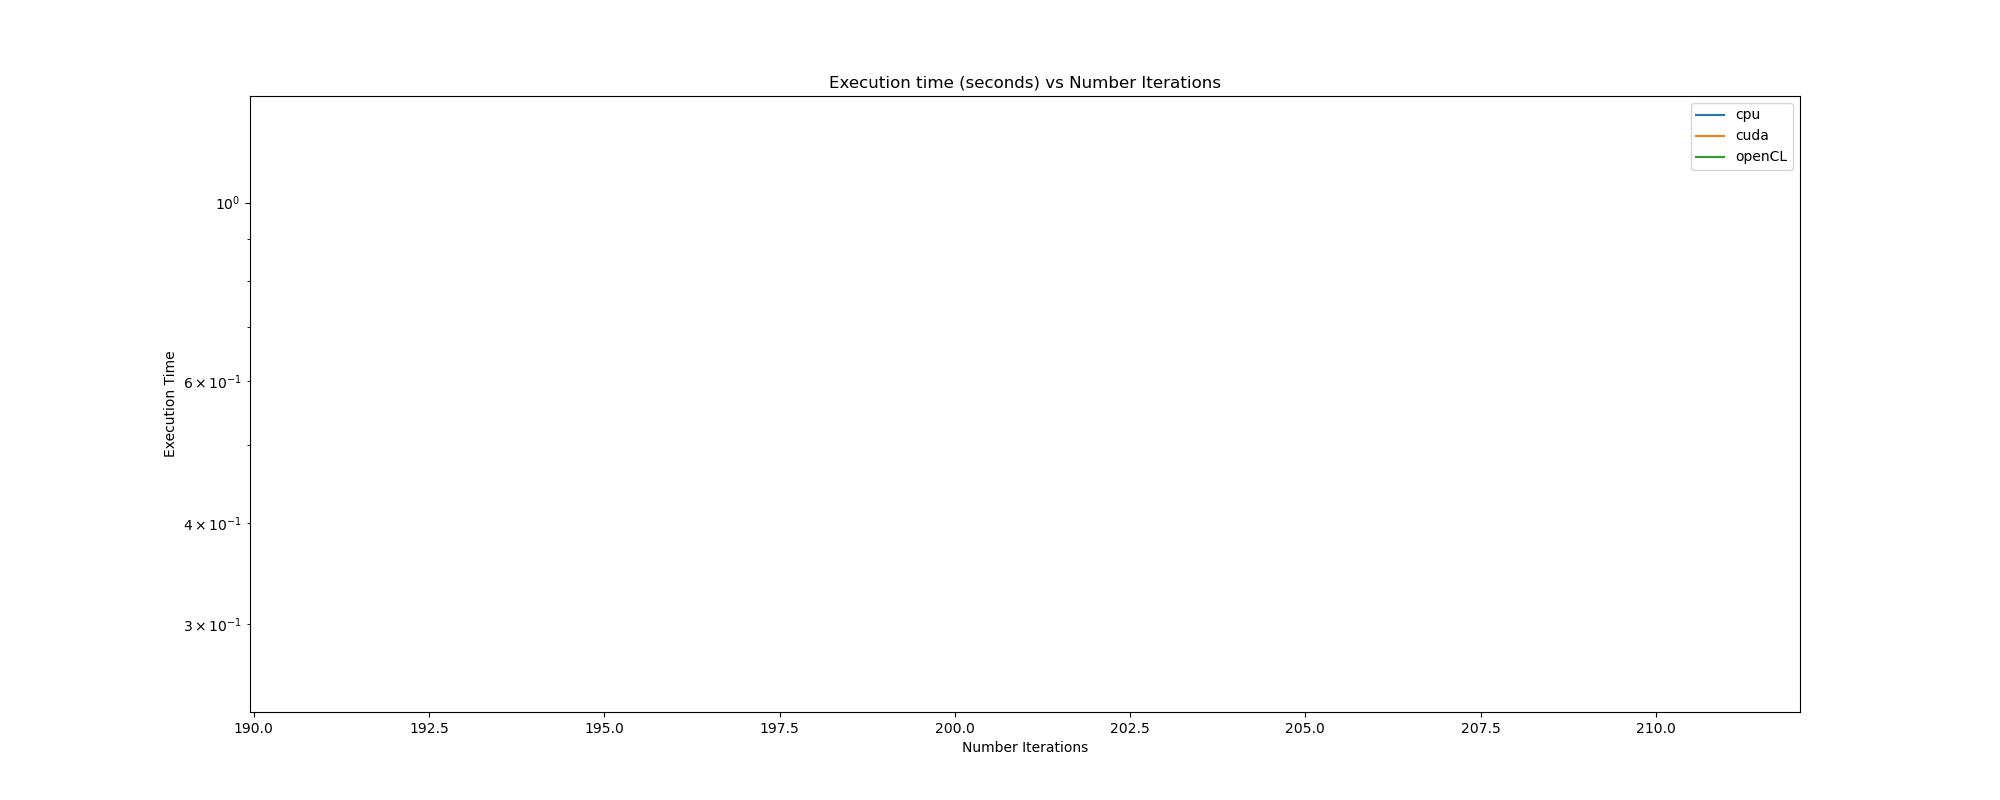 Execution time (seconds) vs Number Iterations
cpu
cuda
openCL
10⁰
6 × 10⁻¹
4 × 10⁻¹
3 × 10⁻¹
Execution Time
190.0 192.5 195.0 197.5 200.0 202.5 205.0 207.5 210.0
Number Iterations